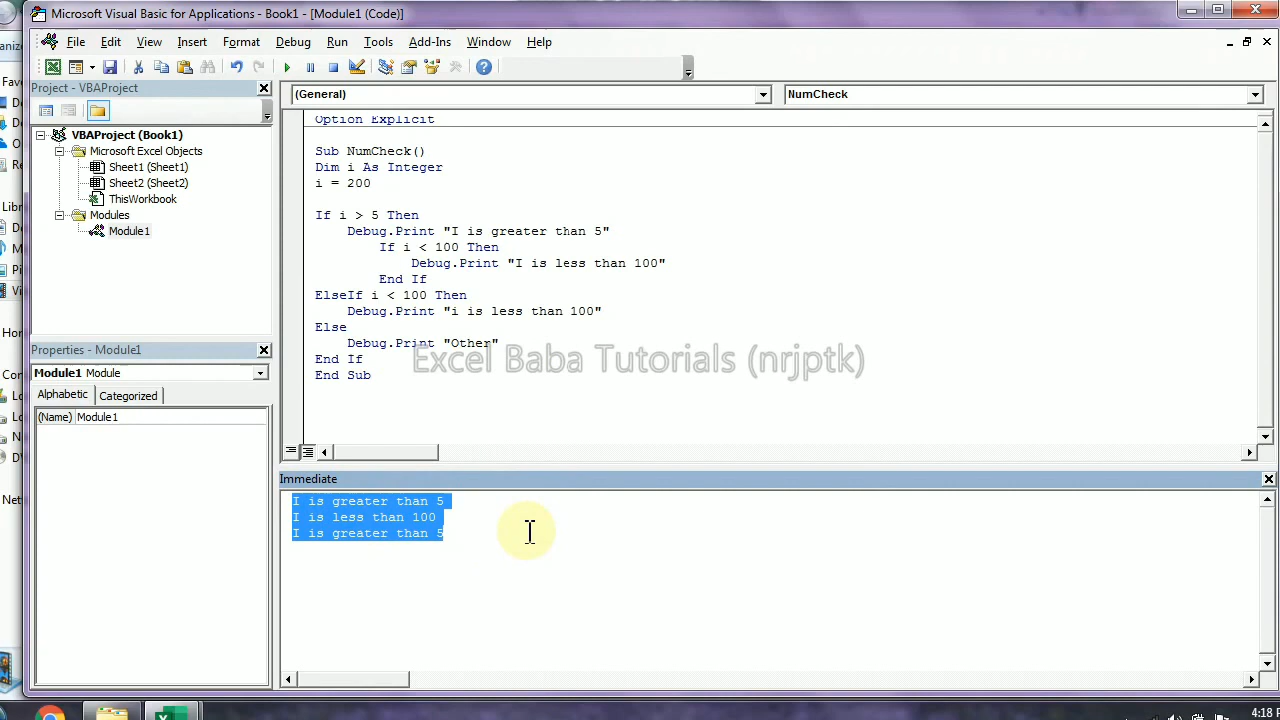 Microsoft Visual Basic for Applications - Book1 - [Module1 (Code)]
File Edit View Insert Format Debug Run Tools Add-Ins Window Help
Project - VBAProject
(General)
NumCheck
VBAProject (Book1)
Microsoft Excel Objects
Sheet1 (Sheet1)
Sheet2 (Sheet2)
ThisWorkbook
Modules
Module1
Properties - Module1
Module1 Module
Alphabetic Categorized
(Name) Module1
Option Explicit
Sub NumCheck()
Dim i As Integer
i = 200
If i > 5 Then
Debug.Print "I is greater than 5"
If i < 100 Then
Debug.Print "I is less than 100"
End If
ElseIf i < 100 Then
Debug.Print "i is less than 100"
Else
Debug.Print "Other"
End If
End Sub
Excel Baba Tutorials (nrjptk)
Immediate
I is greater than 5
I is less than 100
I is greater than 5
4:18